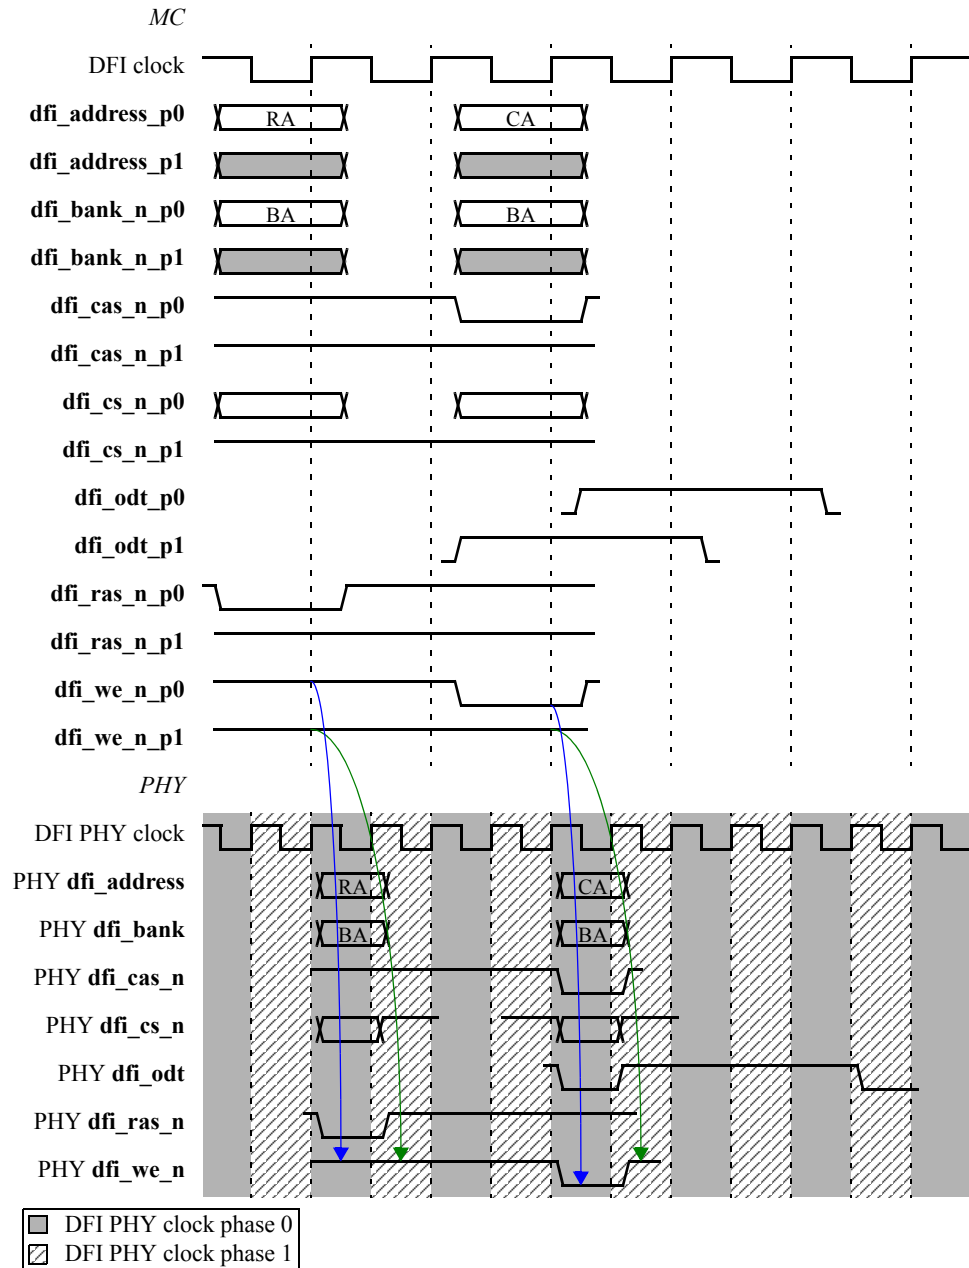 MC
DFI clock
dfi_address_p0 RA CA
dfi_address_p1
dfi_bank_n_p0 BA BA
dfi_bank_n_p1
dfi_cas_n_p0
dfi_cas_n_p1
dfi_cs_n_p0
dfi_cs_n_p1
dfi_odt_p0
dfi_odt_p1
dfi_ras_n_p0
dfi_ras_n_p1
dfi_we_n_p0
dfi_we_n_p1
PHY
DFI PHY clock
PHY dfi_address RA CA
PHY dfi_bank BA BA
PHY dfi_cas_n
PHY dfi_cs_n
PHY dfi_odt
PHY dfi_ras_n
PHY dfi_we_n
DFI PHY clock phase 0
DFI PHY clock phase 1